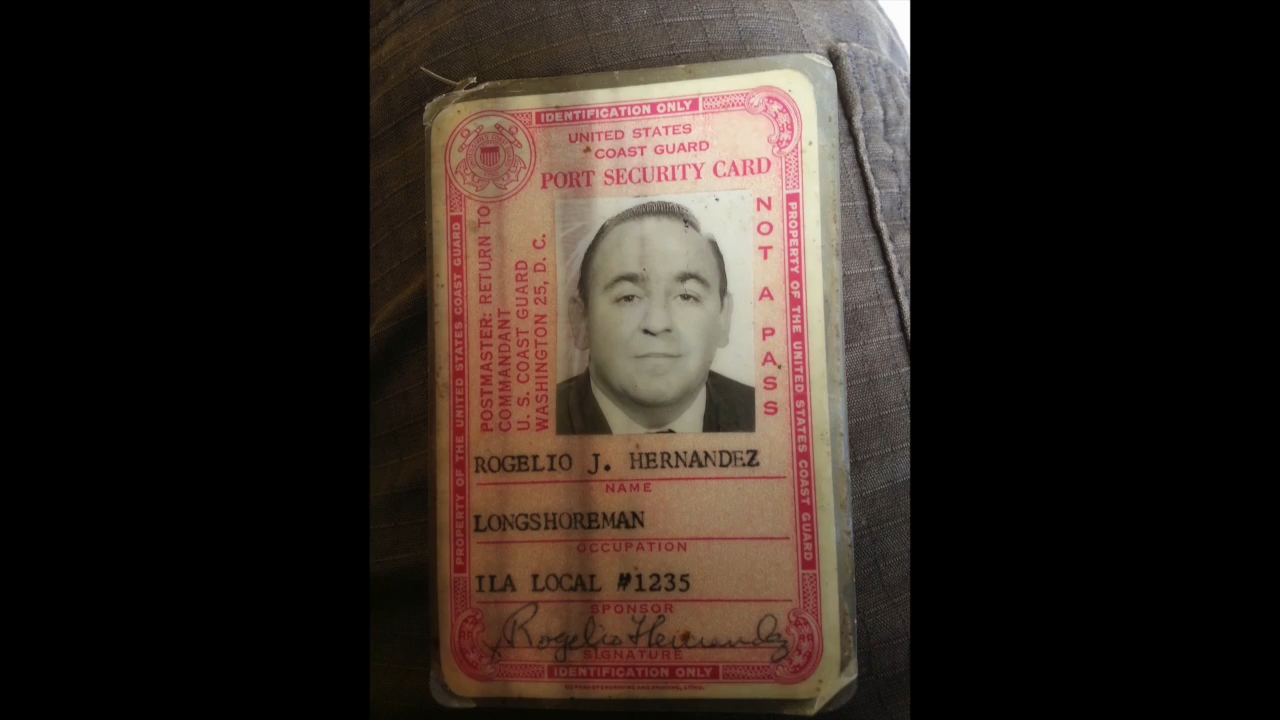 IDENTIFICATION ONLY
UNITED STATES
COAST GUARD
PORT SECURITY CARD
POSTMASTER: RETURN TO
COMMANDANT
U. S. COAST GUARD
WASHINGTON 25, D. C.
NOT A PASS
PROPERTY OF THE UNITED STATES COAST GUARD
PROPERTY OF THE UNITED STATES COAST GUARD
ROGELIO J. HERNANDEZ
NAME
LONGSHOREMAN
OCCUPATION
ILA LOCAL #1235
SPONSOR
Rogelio Hernandez
SIGNATURE
IDENTIFICATION ONLY